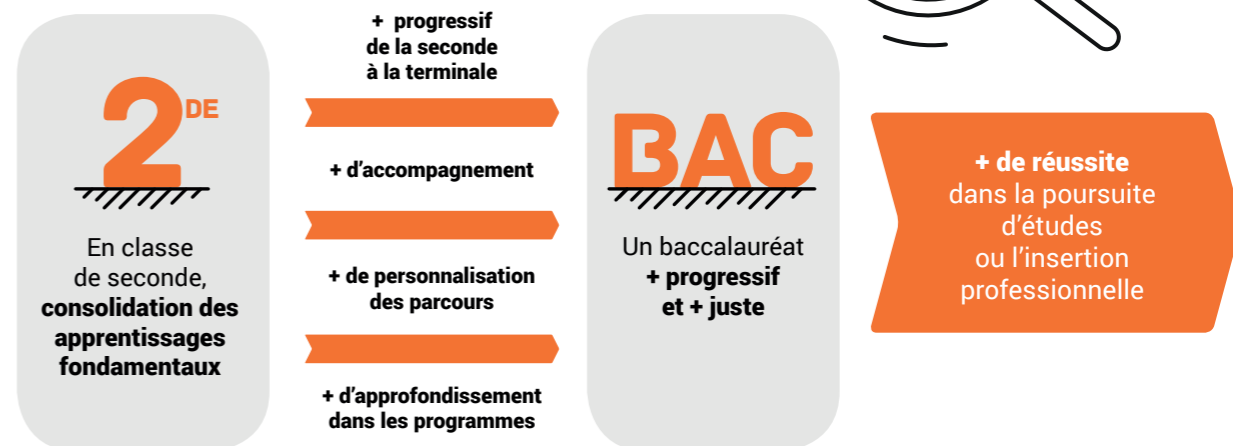 2DE
En classe
de seconde,
consolidation des
apprentissages
fondamentaux
+ progressif
de la seconde
à la terminale
+ d'accompagnement
+ de personnalisation
des parcours
+ d'approfondissement
dans les programmes
BAC
Un baccalauréat
+ progressif
et + juste
+ de réussite
dans la poursuite
d'études
ou l'insertion
professionnelle